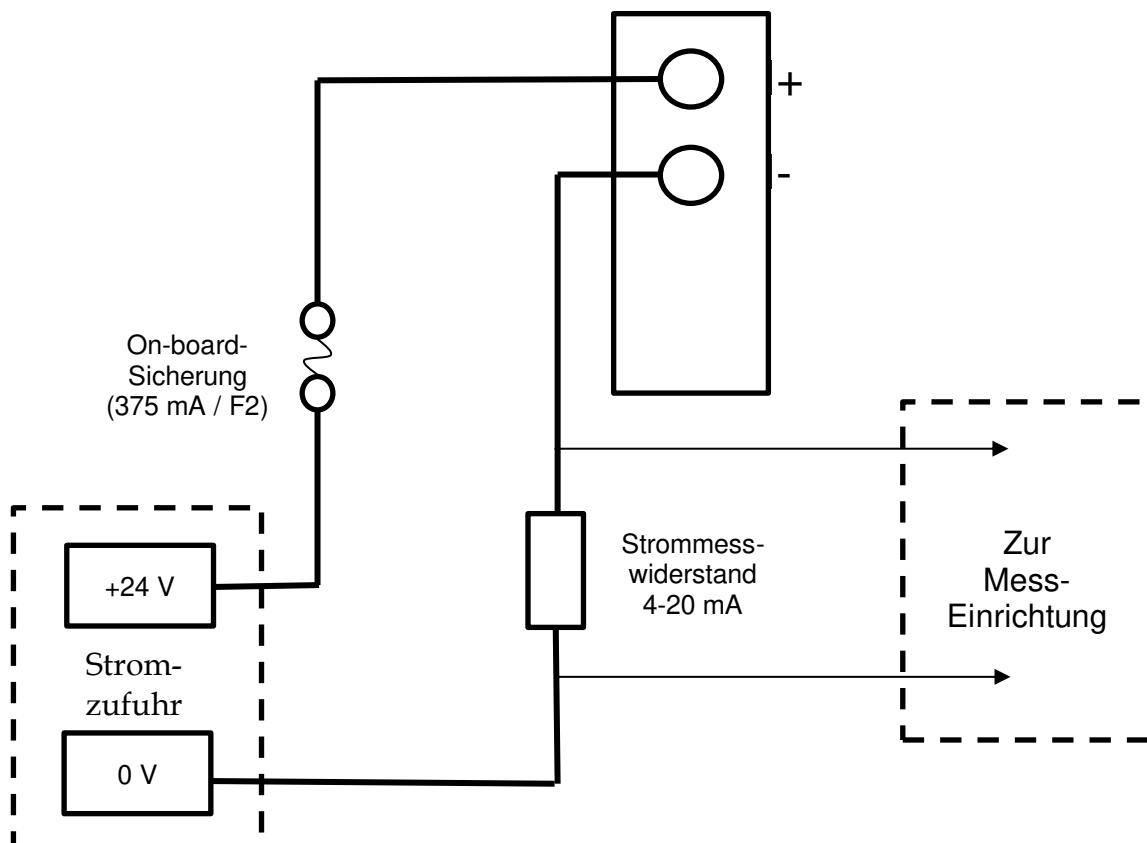 +
-
On-board-
Sicherung
(375 mA / F2)
+24 V
Strom-
zufuhr
0 V
Strommess-
widerstand
4-20 mA
Zur
Mess-
Einrichtung